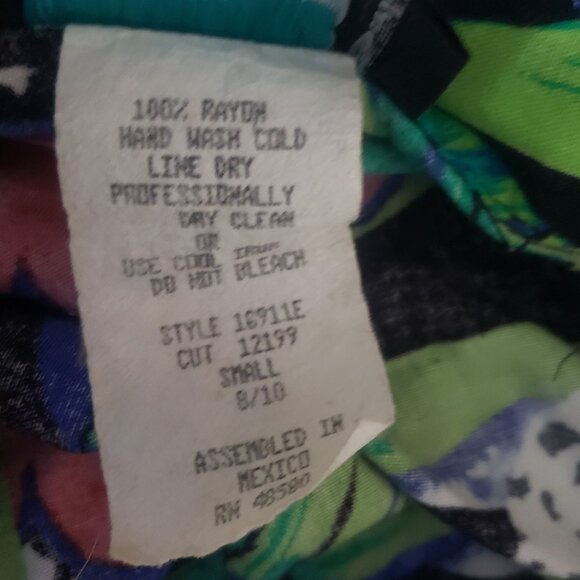 100% RAYON
HAND WASH COLD
LINE DRY
PROFESSIONALLY
DRY CLEAN
OR
USE COOL IRON
DO NOT BLEACH
STYLE 16911E
CUT 12199
SMALL
8/10
ASSEMBLED IN
MEXICO
RN 48580